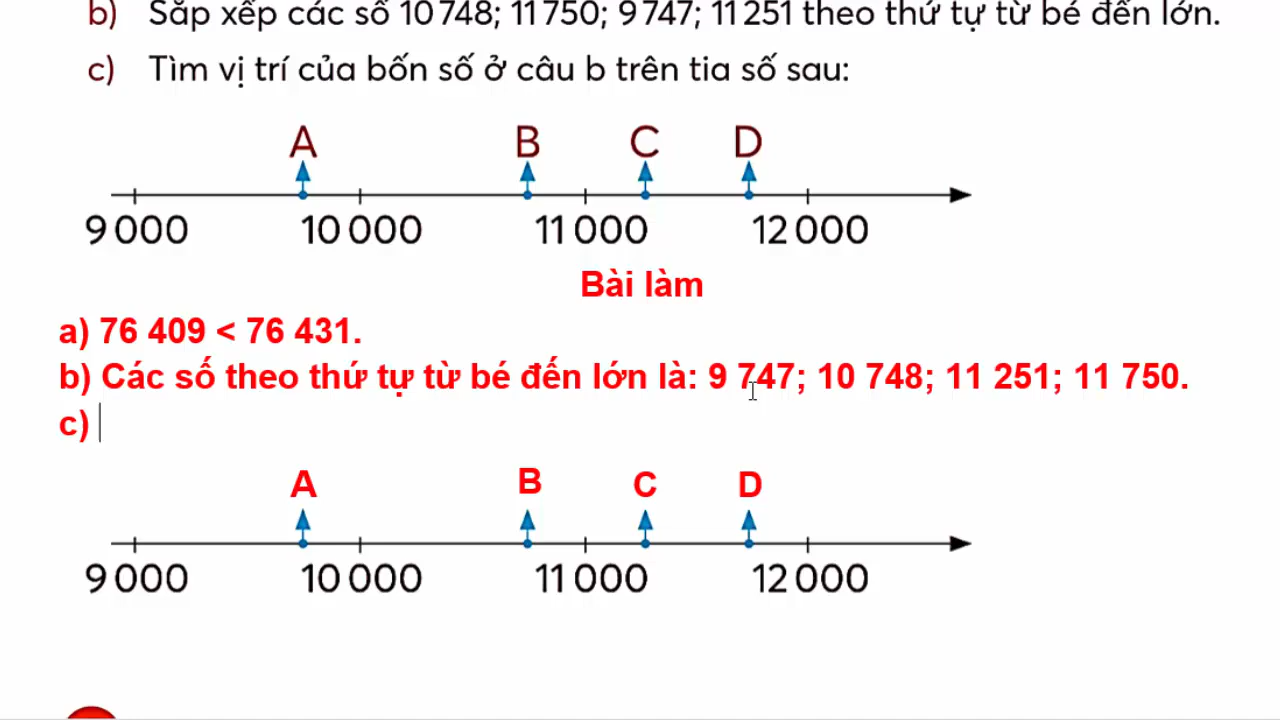 b) Sắp xếp các số 10 748; 11 750; 9 747; 11 251 theo thứ tự từ bé đến lớn.
c) Tìm vị trí của bốn số ở câu b trên tia số sau:
A B C D
9 000 10 000 11 000 12 000
Bài làm
a) 76 409 < 76 431.
b) Các số theo thứ tự từ bé đến lớn là: 9 747; 10 748; 11 251; 11 750.
c)
A B C D
9 000 10 000 11 000 12 000